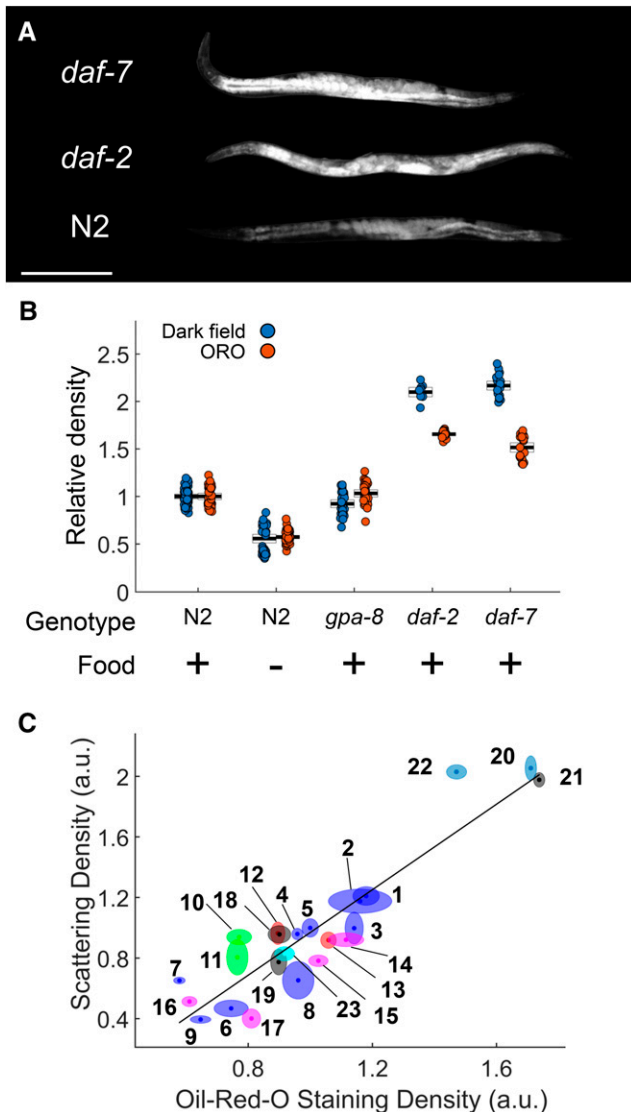 A
daf-7
daf-2
N2
B
Dark field
ORO
Relative density
2.5
2
1.5
1
0.5
0
Genotype N2 N2 gpa-8 daf-2 daf-7
Food + - + + +
C
Scattering Density (a.u.)
2
1.6
1.2
0.8
0.4
22 20
21
2
12 4 1
10 18 5 3
11 14
7 13
19 15
16 23
9 6 17 8
0.8 1.2 1.6
Oil-Red-O Staining Density (a.u.)